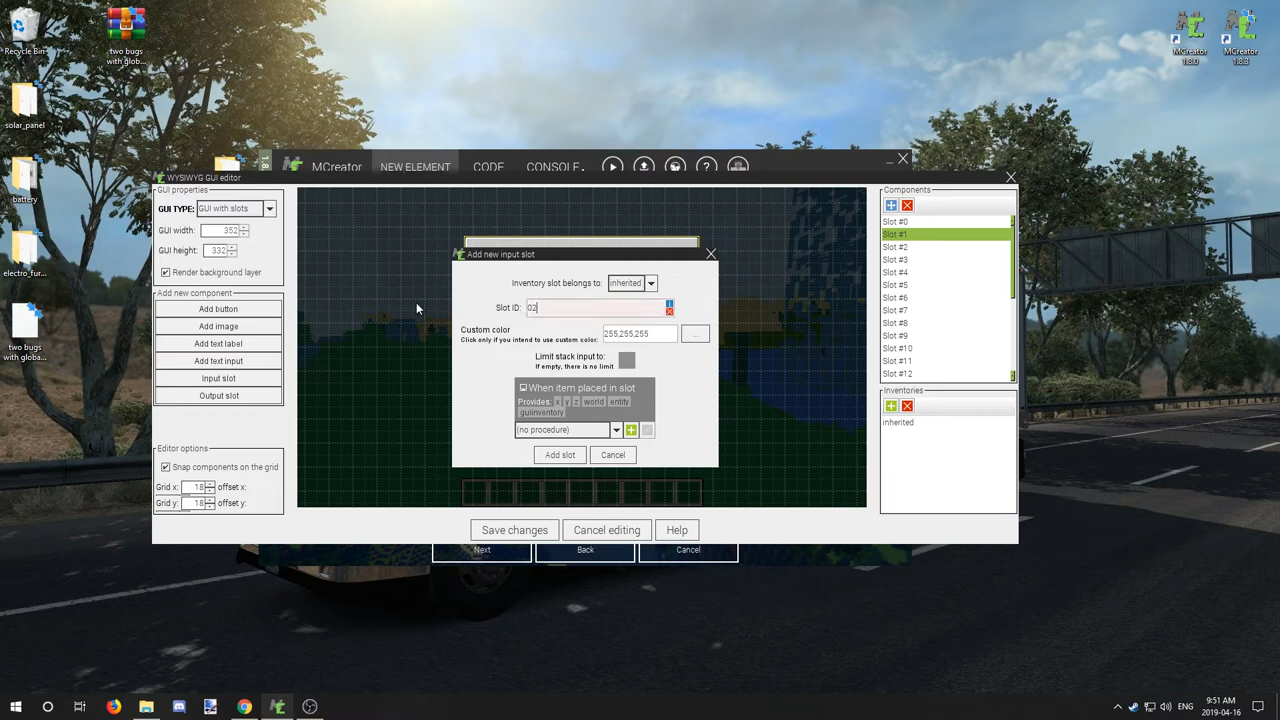 Recycle Bin
two bugs
with glob...
MCreator
1.8.0
MCreator
1.8.3
solar_panel
battery
electro_fur...
two bugs
with globa...
MCreator
NEW ELEMENT
CODE
CONSOLE
WYSIWYG GUI editor
GUI properties
GUI TYPE: GUI with slots
GUI width: 352
GUI height: 332
Render background layer
Add new component
Add button
Add image
Add text label
Add text input
Input slot
Output slot
Editor options
Snap components on the grid
Grid x: 18 offset x:
Grid y: 18 offset y:
Add new input slot
Inventory slot belongs to: inherited
Slot ID: 02
Custom color
Click only if you intend to use custom color:
255,255,255
...
Limit stack input to:
If empty, there is no limit
When item placed in slot
Provides: x y z world entity
guiinventory
(no procedure)
Add slot
Cancel
Components
Slot #0
Slot #1
Slot #2
Slot #3
Slot #4
Slot #5
Slot #6
Slot #7
Slot #8
Slot #9
Slot #10
Slot #11
Slot #12
Inventories
inherited
Save changes
Cancel editing
Help
Next
Back
Cancel
9:51 AM
2019-04-16